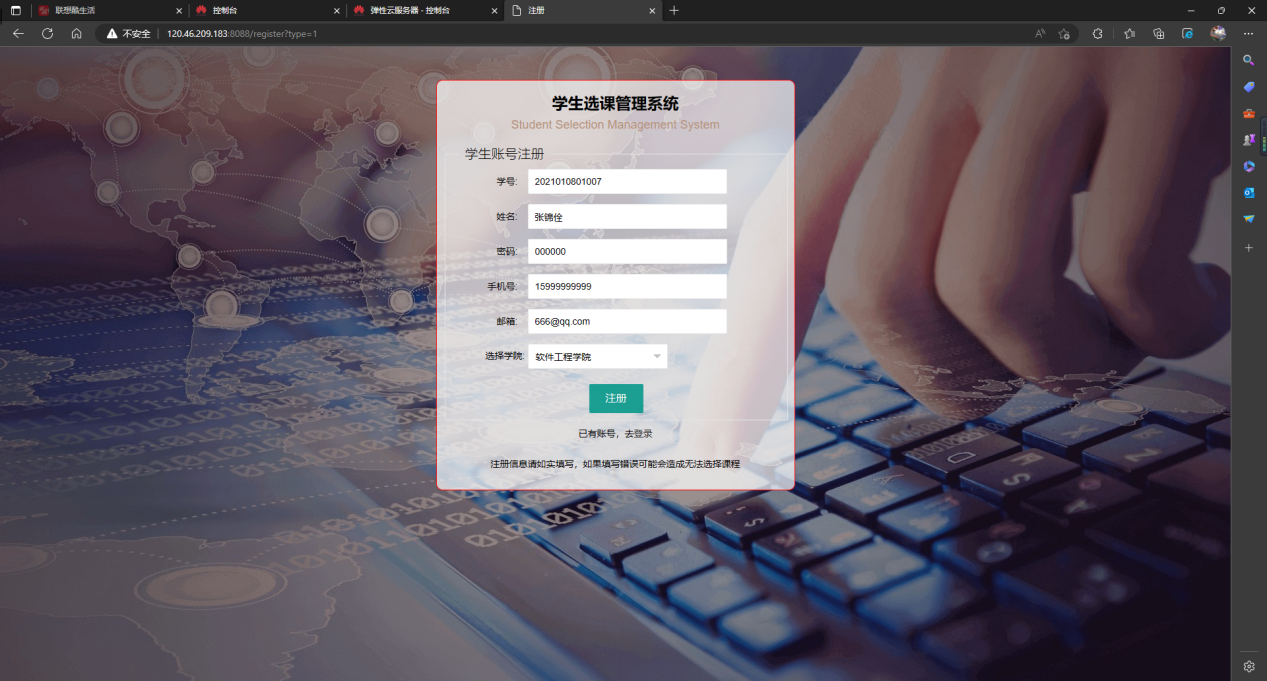 联想酷生活
控制台
弹性云服务器 - 控制台
注册
不安全
120.46.209.183:8088/register?type=1
学生选课管理系统
Student Selection Management System
学生账号注册
学号:
2021010801007
姓名:
张锦佺
密码:
000000
手机号:
15999999999
邮箱:
666@qq.com
选择学院:
软件工程学院
注册
已有账号，去登录
注册信息请如实填写，如果填写错误可能会造成无法选择课程